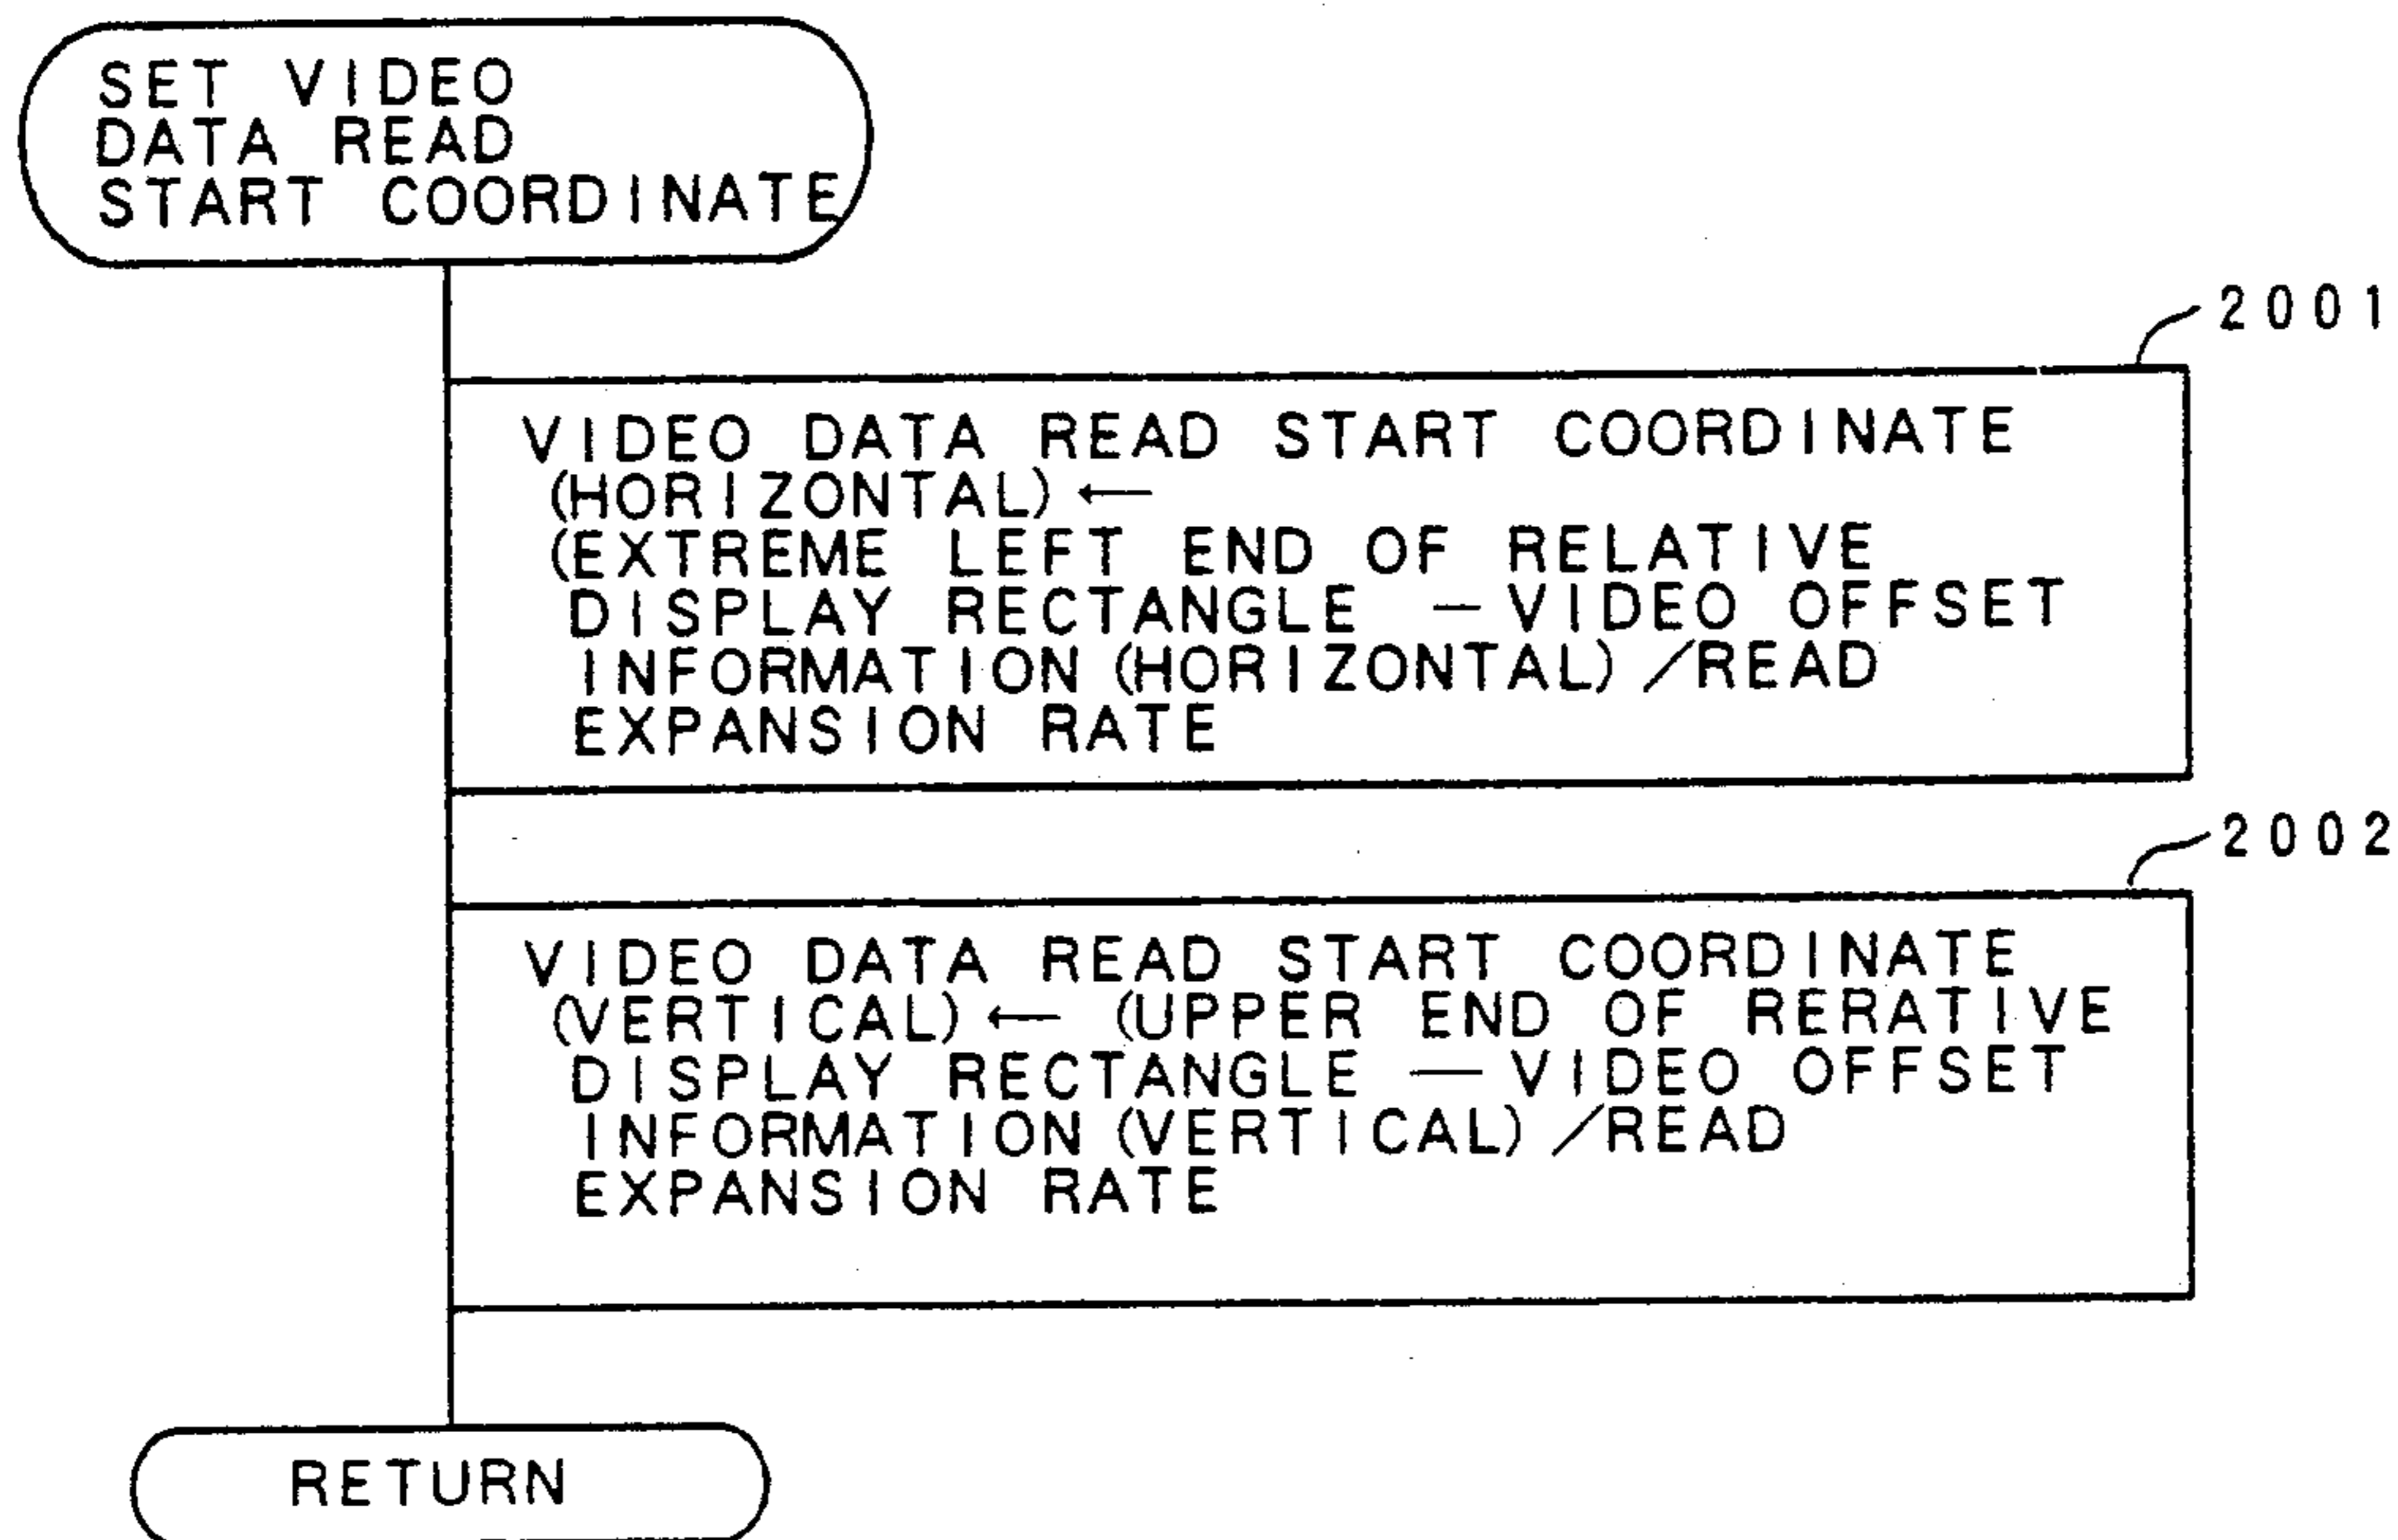 SET VIDEO
DATA READ
START COORDINATE
2001
VIDEO DATA READ START COORDINATE
(HORIZONTAL) ←
(EXTREME LEFT END OF RELATIVE
DISPLAY RECTANGLE — VIDEO OFFSET
INFORMATION (HORIZONTAL) /READ
EXPANSION RATE
2002
VIDEO DATA READ START COORDINATE
(VERTICAL) ← (UPPER END OF RERATIVE
DISPLAY RECTANGLE — VIDEO OFFSET
INFORMATION (VERTICAL) /READ
EXPANSION RATE
RETURN